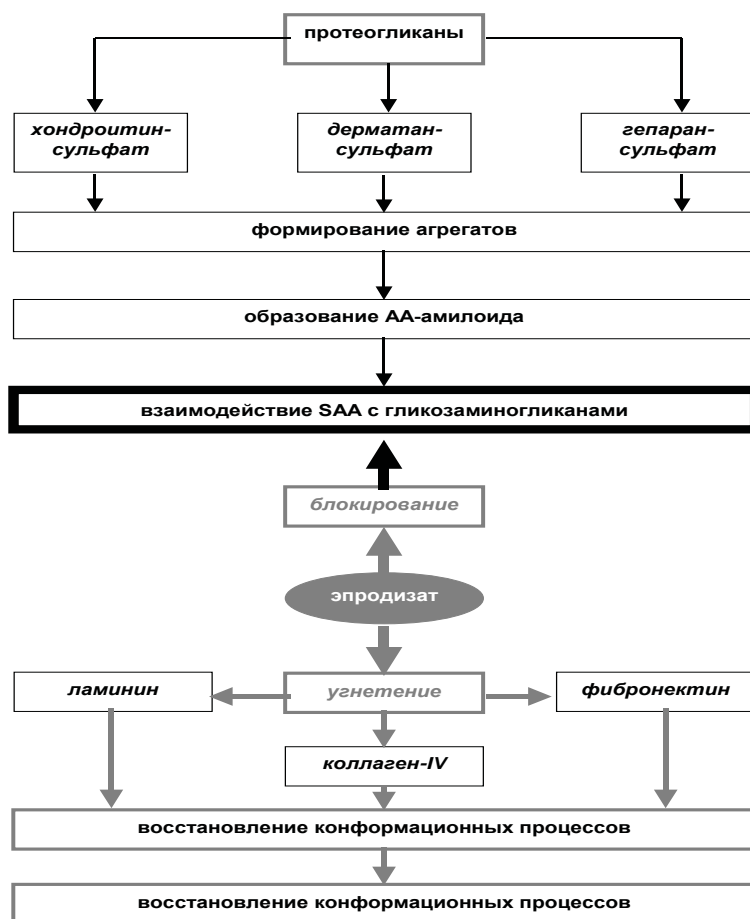 протеогликаны
хондроитин-
сульфат
дерматан-
сульфат
гепаран-
сульфат
формирование агрегатов
образование АА-амилоида
взаимодействие SAA с гликозаминогликанами
блокирование
эпродизат
ламинин
угнетение
фибронектин
коллаген-IV
восстановление конформационных процессов
восстановление конформационных процессов